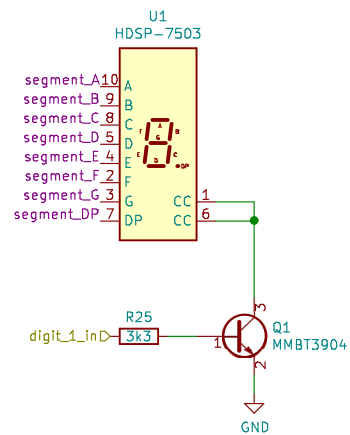 U1
HDSP-7503
segment_A 10 A
segment_B 9 B
segment_C 8 C
segment_D 5 D
segment_E 4 E
segment_F 2 F
segment_G 3 G CC 1
segment_DP 7 DP CC 6
A
F B
G
E C
D DP
3
R25
Q1
digit_1_in 3k3 1 MMBT3904
2
GND